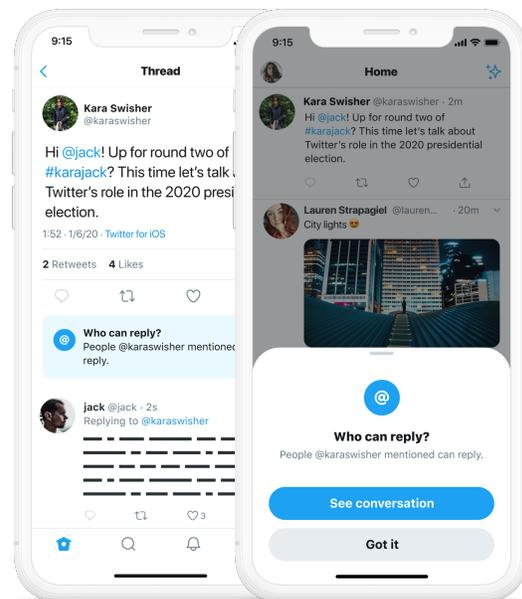 9:15
Thread
Kara Swisher
@karaswisher
Hi @jack! Up for round two of
#karajack? This time let's talk
Twitter's role in the 2020 presi
election.
1:52 · 1/6/20 · Twitter for iOS
2 Retweets 4 Likes
@
Who can reply?
People @karaswisher mentioned
reply.
jack @jack · 2s
Replying to @karaswisher
3
9:15
Home
Kara Swisher @karaswisher · 2m
Hi @jack! Up for round two of
#karajack? This time let's talk about
Twitter's role in the 2020 presidential
election.
Lauren Strapagiel @lauren... · 20m
City lights 😍
@
Who can reply?
People @karaswisher mentioned can reply.
See conversation
Got it